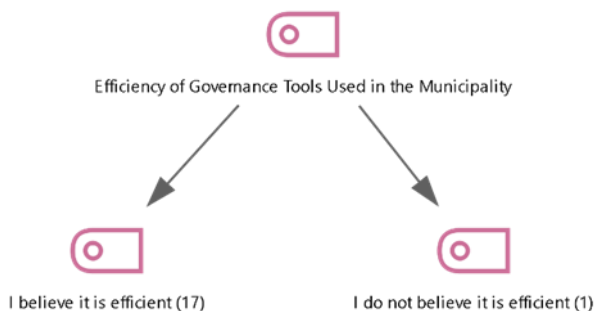 Efficiency of Governance Tools Used in the Municipality
I believe it is efficient (17)
I do not believe it is efficient (1)